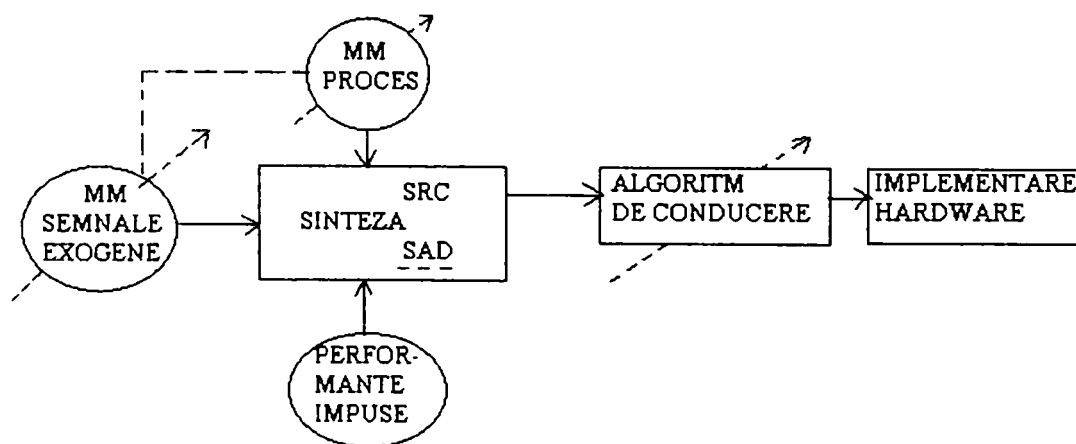 MM
PROCES
MM
SEMNALE
EXOGENE
SINTEZA
SRC
SAD
ALGORITM
DE CONDUCERE
IMPLEMENTARE
HARDWARE
PERFOR-
MANTE
IMPUSE